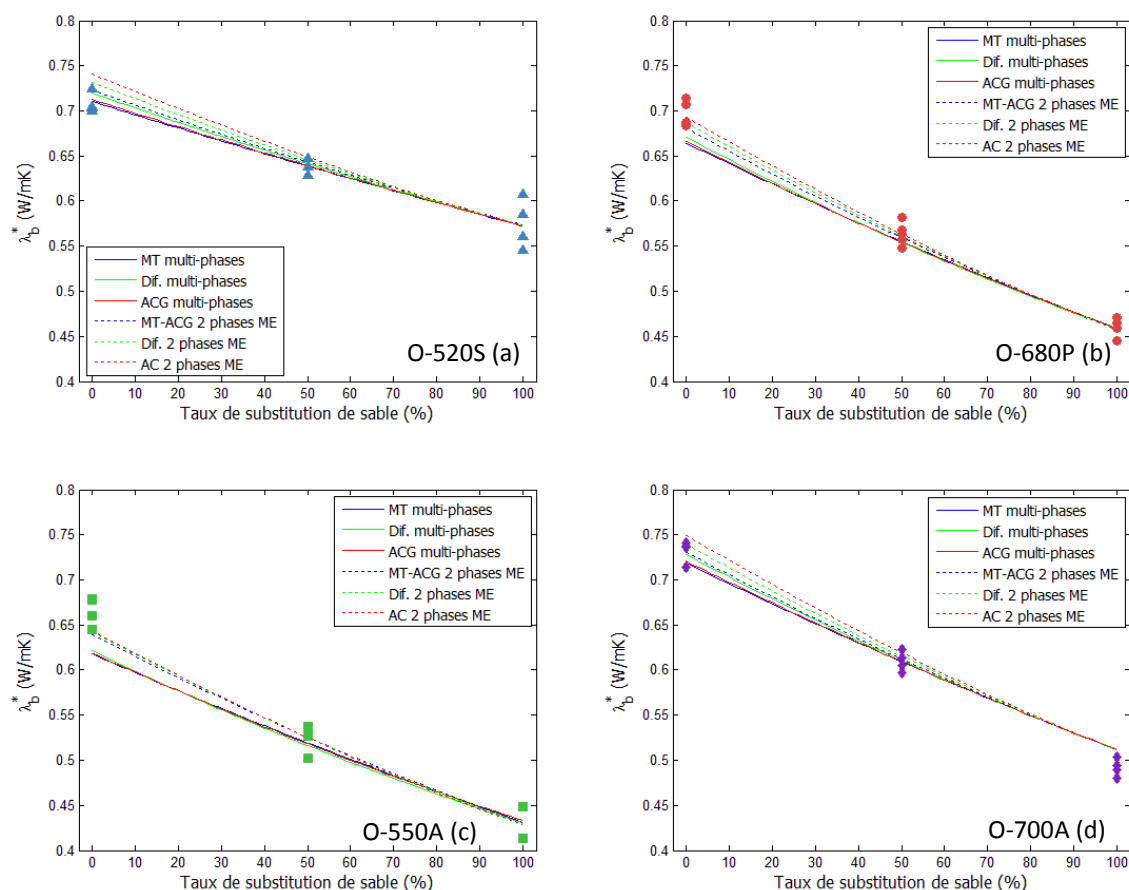 0.8
0.75
0.7
0.65
0.6
0.55
0.5
0.45
0.4
λb* (W/mK)
MT multi-phases
Dif. multi-phases
ACG multi-phases
MT-ACG 2 phases ME
Dif. 2 phases ME
AC 2 phases ME
O-520S (a)
0 10 20 30 40 50 60 70 80 90 100
Taux de substitution de sable (%)
0.8
0.75
0.7
0.65
0.6
0.55
0.5
0.45
0.4
λb* (W/mK)
MT multi-phases
Dif. multi-phases
ACG multi-phases
MT-ACG 2 phases ME
Dif. 2 phases ME
AC 2 phases ME
O-680P (b)
0 10 20 30 40 50 60 70 80 90 100
Taux de substitution de sable (%)
0.8
0.75
0.7
0.65
0.6
0.55
0.5
0.45
0.4
λb* (W/mK)
MT multi-phases
Dif. multi-phases
ACG multi-phases
MT-ACG 2 phases ME
Dif. 2 phases ME
AC 2 phases ME
O-550A (c)
0 10 20 30 40 50 60 70 80 90 100
Taux de substitution de sable (%)
0.8
0.75
0.7
0.65
0.6
0.55
0.5
0.45
0.4
λb* (W/mK)
MT multi-phases
Dif. multi-phases
ACG multi-phases
MT-ACG 2 phases ME
Dif. 2 phases ME
AC 2 phases ME
O-700A (d)
0 10 20 30 40 50 60 70 80 90 100
Taux de substitution de sable (%)